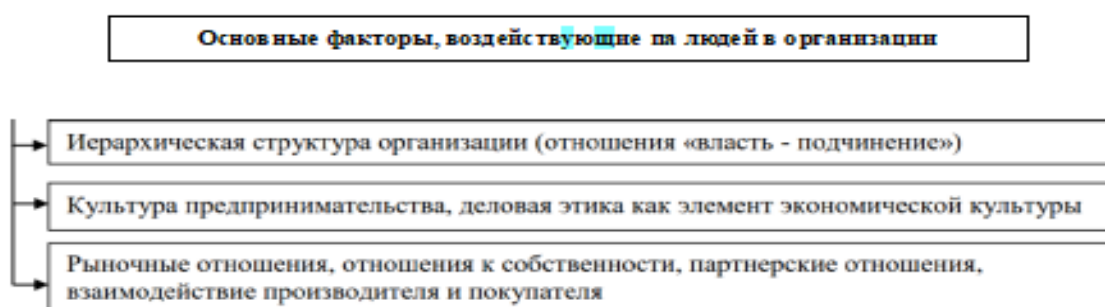 Основные факторы, воздействующие па людей в организации
Иерархическая структура организации (отношения «власть - подчинение»)
Культура предпринимательства, деловая этика как элемент экономической культуры
Рыночные отношения, отношения к собственности, партнерские отношения,
взаимодействие производителя и покупателя